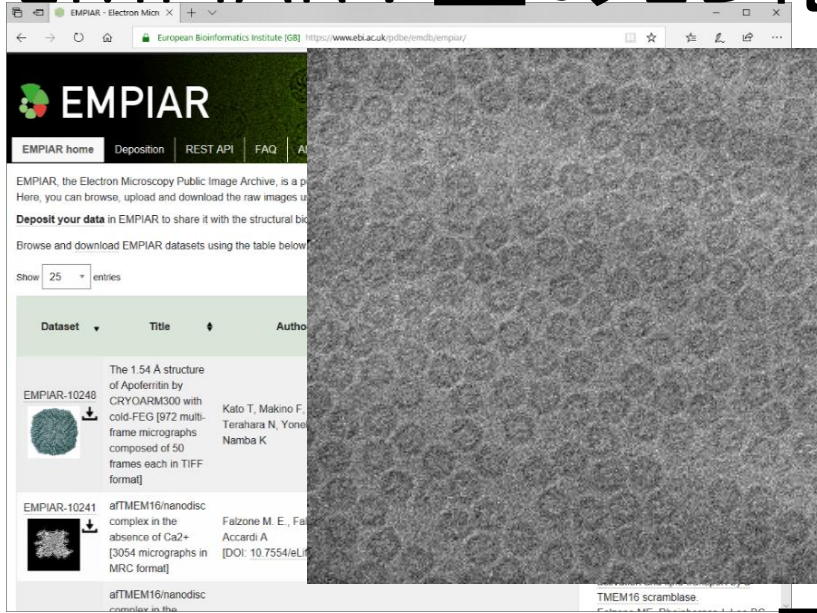 EMPIAR - Electron Micr
European Bioinformatics Institute [GB] https://www.ebi.ac.uk/pdbe/emdb/empiar/
EMPIAR
EMPIAR home Deposition REST API FAQ
EMPIAR, the Electron Microscopy Public Image Archive, is a
Here, you can browse, upload and download the raw images
Deposit your data in EMPIAR to share it with the structural
Browse and download EMPIAR datasets using the table below
Show 25 entries
Dataset Title
EMPIAR-10248
The 1.54 Å structure
of Apoferritin by
CRYOARM300 with
cold-FEG [972 multi-
frame micrographs
composed of 50
frames each in TIFF
format]
Kato T, Makino F,
Terahara N,
Namba K
EMPIAR-10241
afTMEM16/nanodisc
complex in the
absence of Ca2+
[3054 micrographs in
MRC format]
Falzone M. E.,
Accardi A
[DOI: 10.7554/
afTMEM16/nanodisc
complex in the
TMEM16 scramblase.